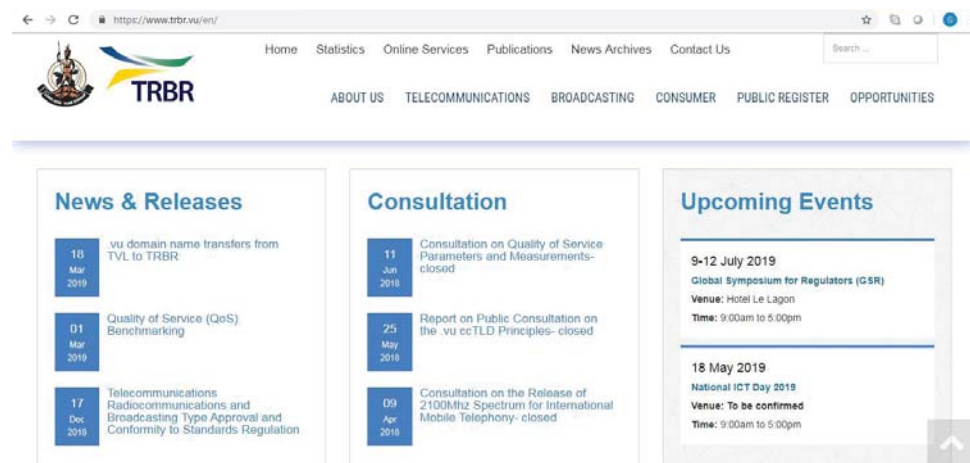 https://www.trbr.vu/en/
Home Statistics Online Services Publications News Archives Contact Us
Search ...
TRBR
ABOUT US TELECOMMUNICATIONS BROADCASTING CONSUMER PUBLIC REGISTER OPPORTUNITIES
News & Releases
18
Mar
2019
.vu domain name transfers from
TVL to TRBR
01
Mar
2019
Quality of Service (QoS)
Benchmarking
17
Dec
2018
Telecommunications
Radiocommunications and
Broadcasting Type Approval and
Conformity to Standards Regulation
Consultation
11
Jun
2018
Consultation on Quality of Service
Parameters and Measurements-
closed
25
May
2018
Report on Public Consultation on
the .vu ccTLD Principles- closed
09
Apr
2018
Consultation on the Release of
2100Mhz Spectrum for International
Mobile Telephony- closed
Upcoming Events
9-12 July 2019
Global Symposium for Regulators (GSR)
Venue: Hotel Le Lagon
Time: 9:00am to 5:00pm
18 May 2019
National ICT Day 2019
Venue: To be confirmed
Time: 9:00am to 5:00pm